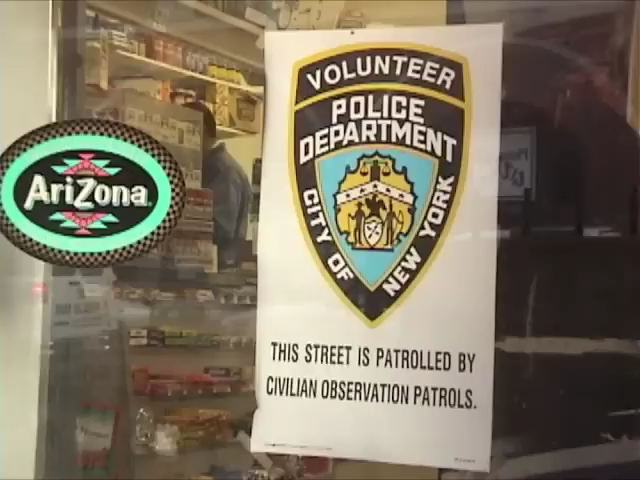 VOLUNTEER
POLICE
DEPARTMENT
CITY OF
NEW YORK
AriZona
THIS STREET IS PATROLLED BY
CIVILIAN OBSERVATION PATROLS.